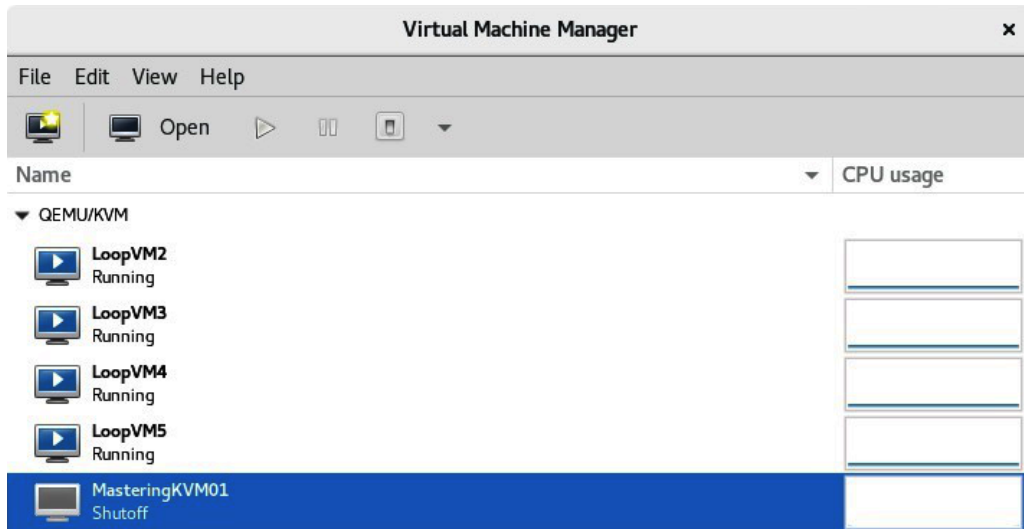 Virtual Machine Manager
File Edit View Help
Open
Name CPU usage
QEMU/KVM
LoopVM2
Running
LoopVM3
Running
LoopVM4
Running
LoopVM5
Running
MasteringKVM01
Shutoff